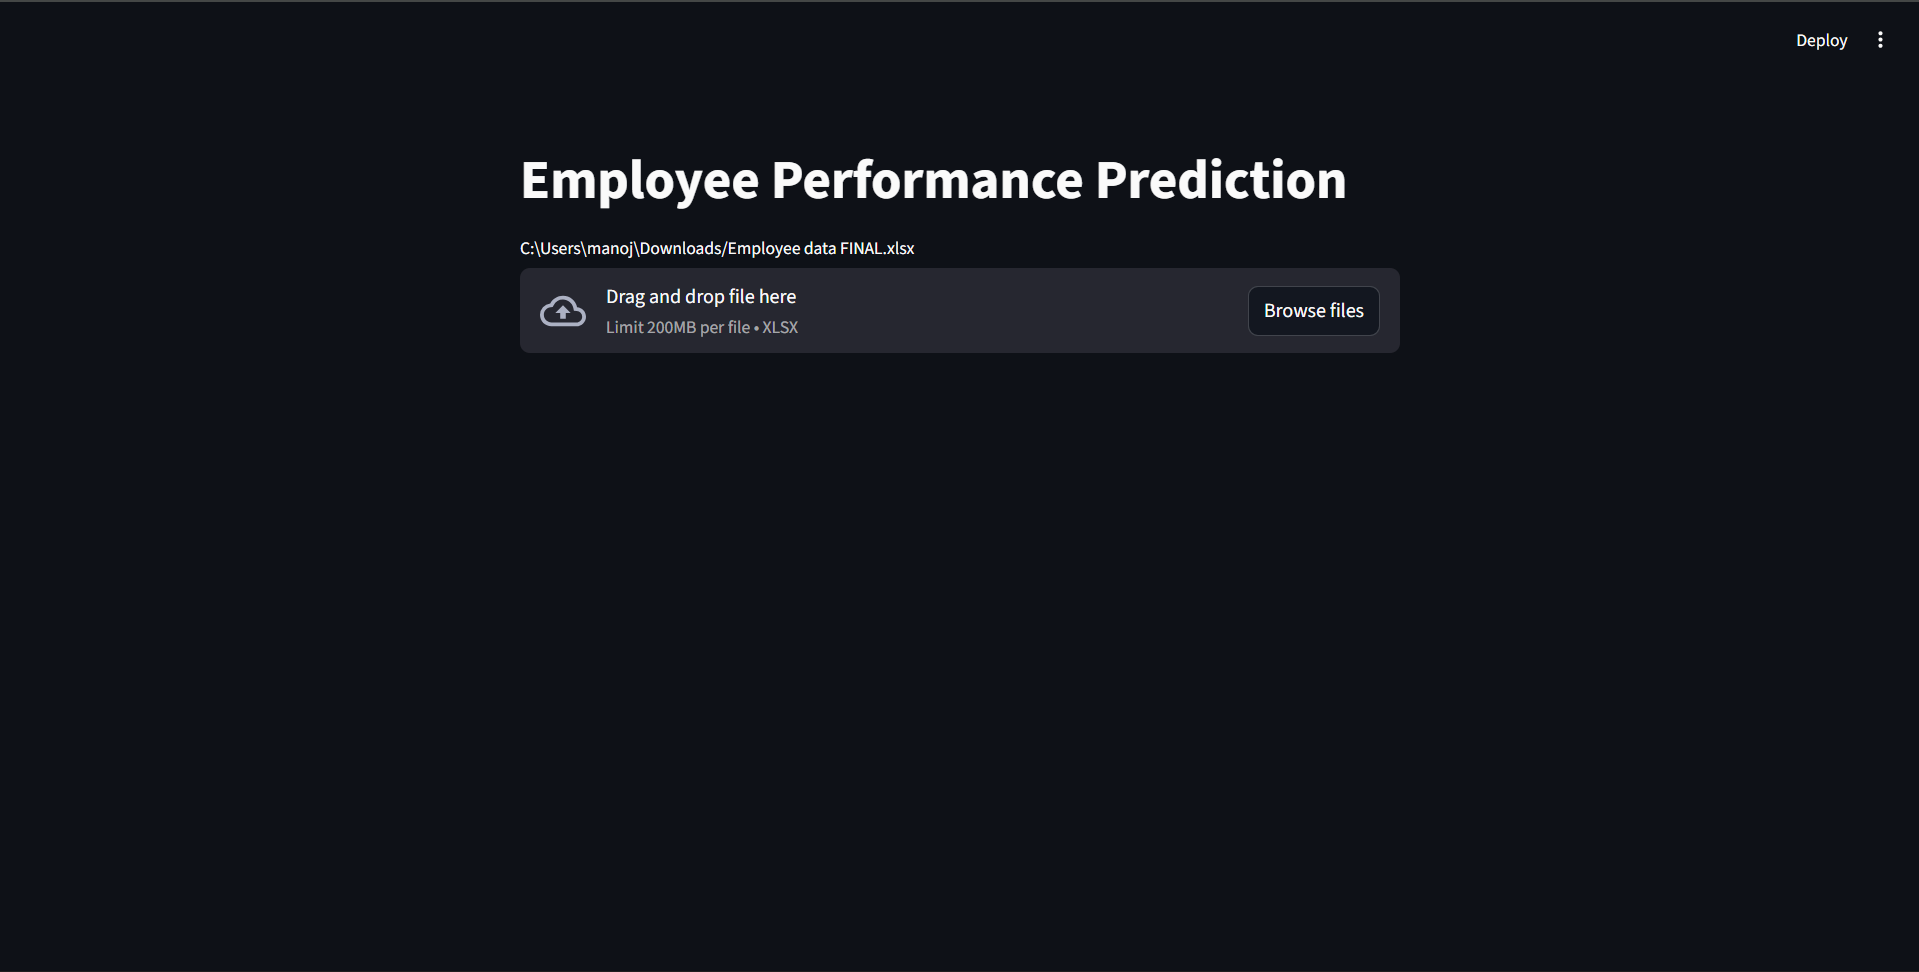 Deploy
Employee Performance Prediction
C:\Users\manoj\Downloads/Employee data FINAL.xlsx
Drag and drop file here
Limit 200MB per file • XLSX
Browse files